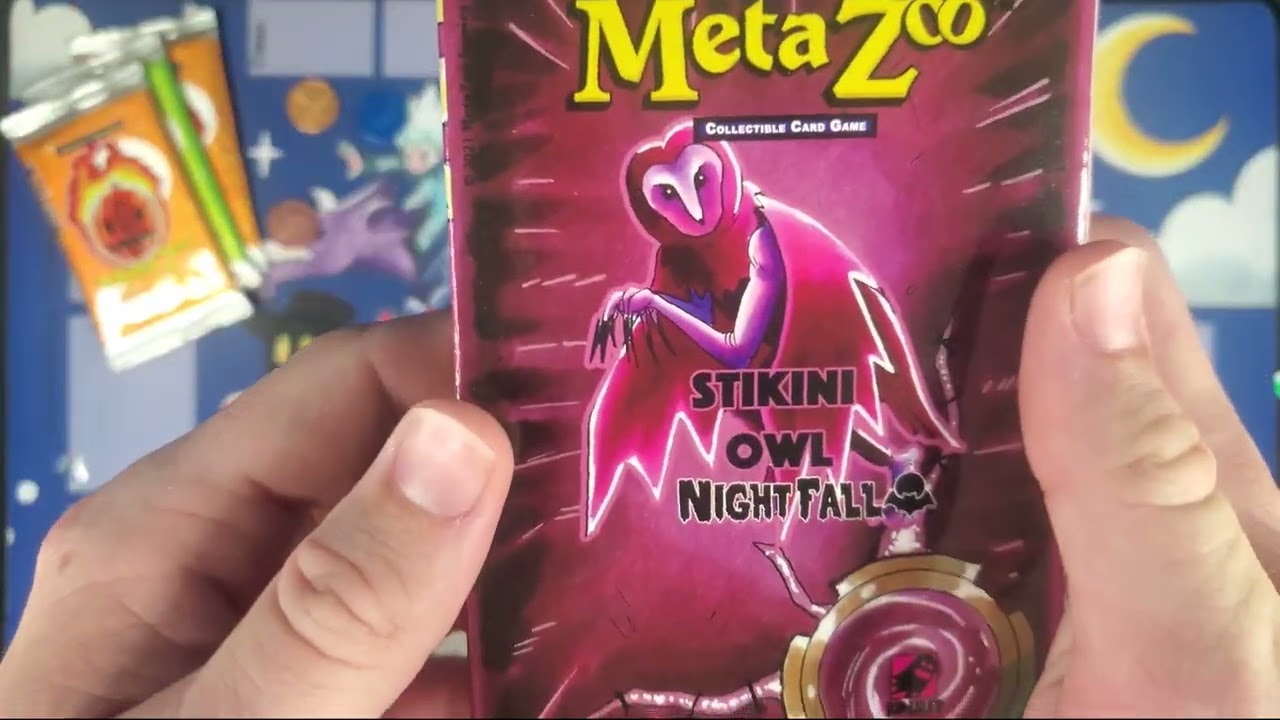 MetaZoo
COLLECTIBLE CARD GAME
STIKINI
OWL
NIGHTFALL